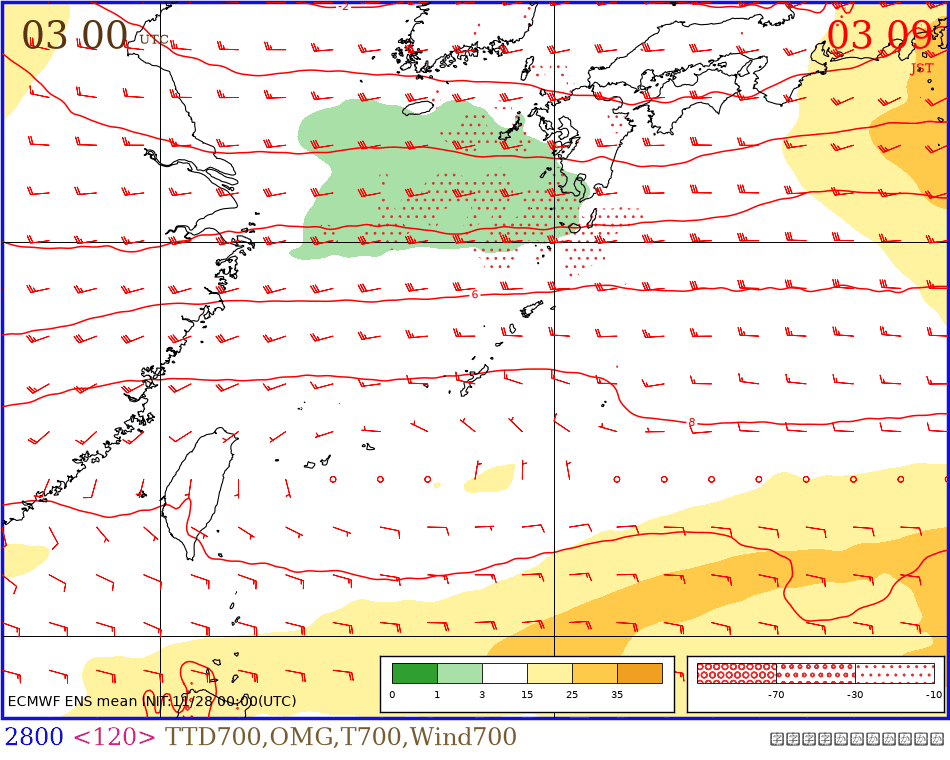 -2
03 00 UTC
03 09
JST
6
8
0 1 3 15 25 35
-70 -30 -10
ECMWF ENS mean INIT:11/28 00:00(UTC)
2800 <120> TTD700,OMG,T700,Wind700